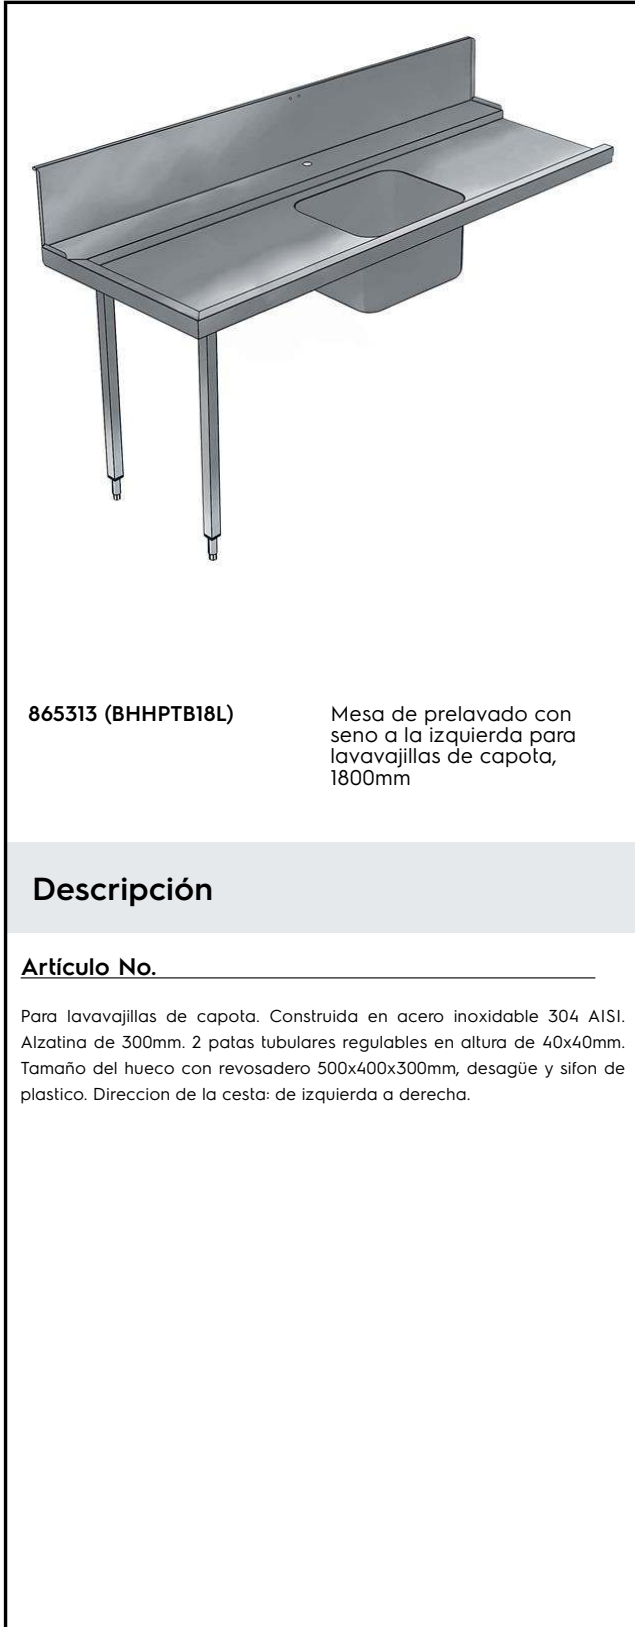 865313 (BHHPTB18L)
Mesa de prelavado con
seno a la izquierda para
lavavajillas de capota,
1800mm
Descripción
Artículo No.
Para lavavajillas de capota. Construida en acero inoxidable 304 AISI.
Alzatina de 300mm. 2 patas tubulares regulables en altura de 40x40mm.
Tamaño del hueco con revosadero 500x400x300mm, desagüe y sifon de
plastico. Direccion de la cesta: de izquierda a derecha.